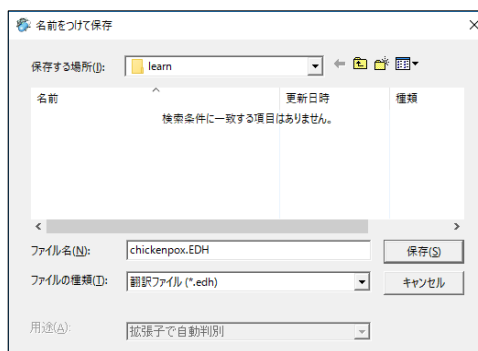 名前をつけて保存
保存する場所(I): learn
名前 更新日時 種類
検索条件に一致する項目はありません。
ファイル名(N): chickenpox.EDH 保存(S)
ファイルの種類(T): 翻訳ファイル (*.edh) キャンセル
用途(A): 拡張子で自動判別